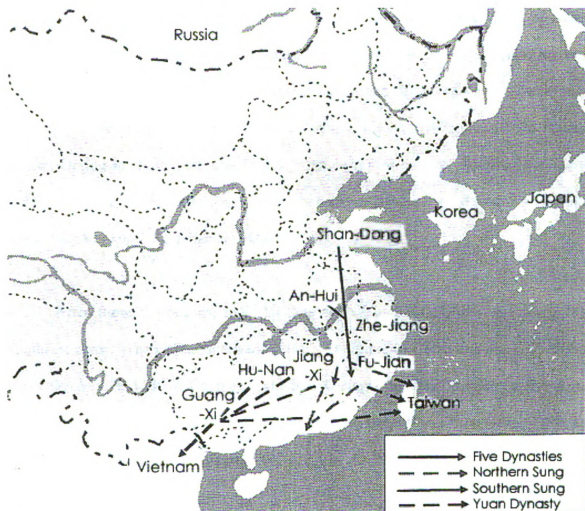 Russia
Japan
Korea
Shan-Dong
An-Hui
Zhe-Jiang
Jiang
-Xi
Fu-Jian
Hu-Nan
Guang
-Xi
Taiwan
Vietnam
Five Dynasties
Northern Sung
Southern Sung
Yuan Dynasty